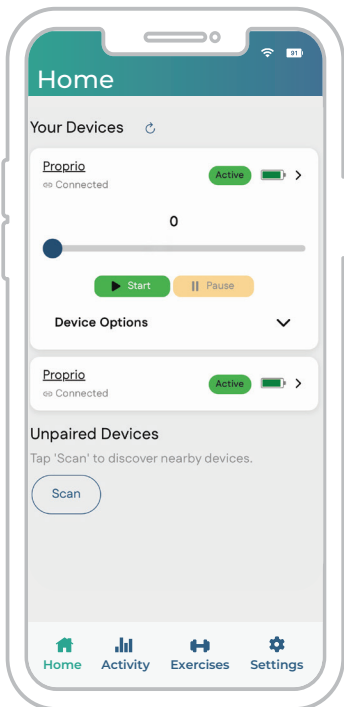 91
Home
Your Devices
Proprio
Connected
Active
0
Start
Pause
Device Options
Proprio
Connected
Active
Unpaired Devices
Tap 'Scan' to discover nearby devices.
Scan
Home Activity Exercises Settings